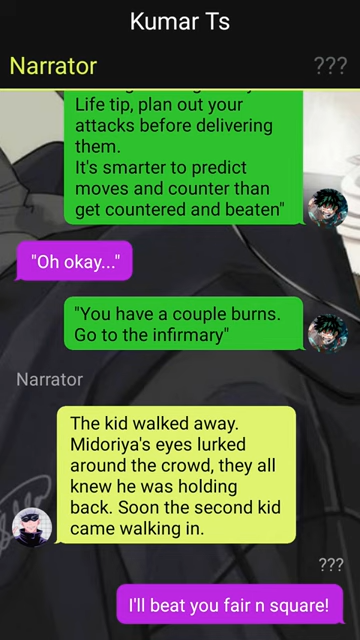 Kumar Ts
Narrator
???
Life tip, plan out your
attacks before delivering
them.
It's smarter to predict
moves and counter than
get countered and beaten"
"Oh okay..."
"You have a couple burns.
Go to the infirmary"
Narrator
The kid walked away.
Midoriya's eyes lurked
around the crowd, they all
knew he was holding
back. Soon the second kid
came walking in.
???
I'll beat you fair n square!